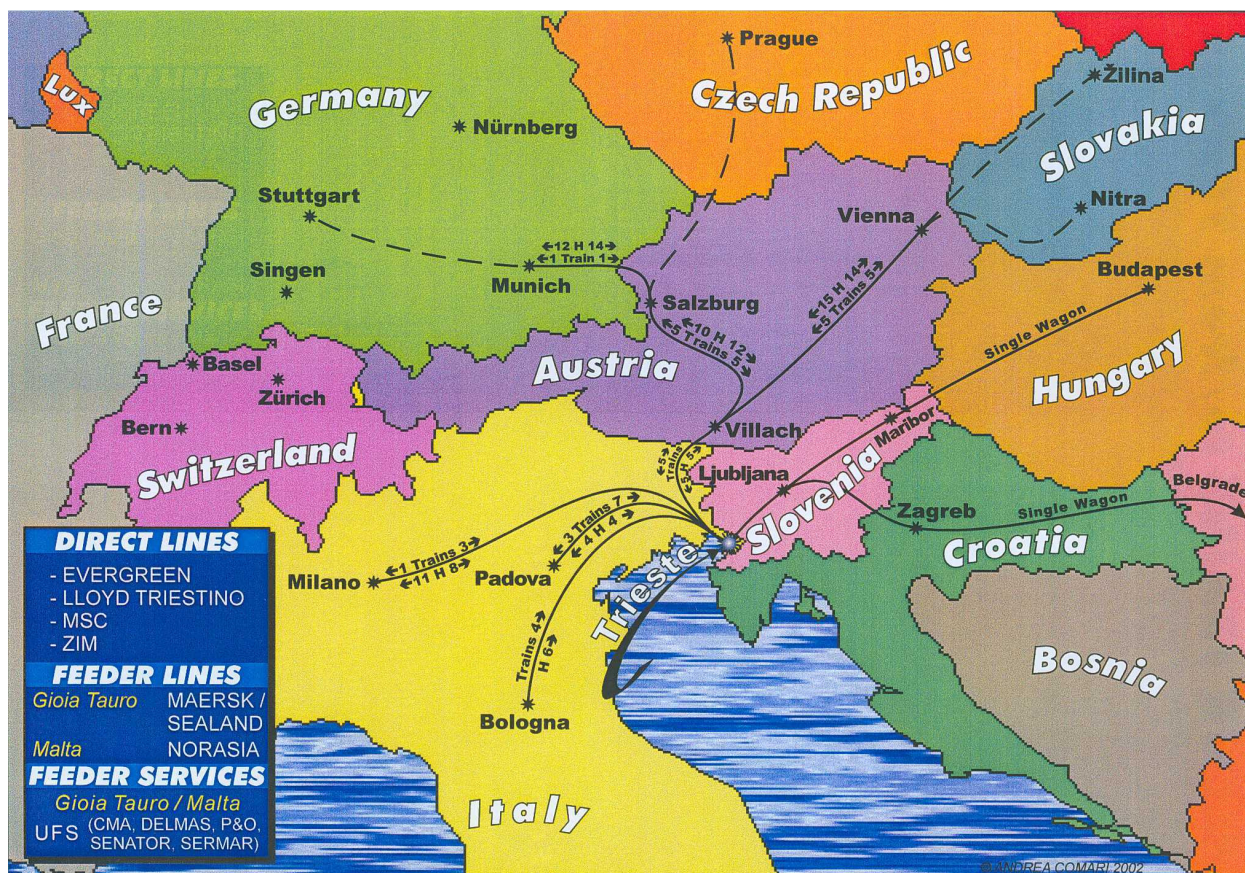 Prague
Žilina
Lux
Germany
Czech Republic
Nürnberg
Slovakia
Stuttgart
Vienna
Nitra
←12 H 14→
←1 Train 1→
Singen
Munich
Budapest
France
Salzburg
←15 H 14→
←5 Trains 5→
←10 H 12→
←5 Trains 5→
Single Wagon
Basel
Austria
Hungary
Zürich
Bern
Villach
Maribor
Switzerland
←5 Trains
←5 H 5→
Ljubljana
Slovenia
Belgrade
Zagreb
Single Wagon
←3 Trains 7→
←4 H 4→
Croatia
DIRECT LINES
- EVERGREEN
- LLOYD TRIESTINO
- MSC
- ZIM
Milano
←1 Trains 3→
←11 H 8→
Padova
Trieste
Trains 4→
H 6→
Bosnia
FEEDER LINES
Gioia Tauro MAERSK /
SEALAND
Malta NORASIA
Bologna
FEEDER SERVICES
Gioia Tauro / Malta
UFS (CMA, DELMAS, P&O,
SENATOR, SERMAR)
Italy
© ANDREA COMARI 2002